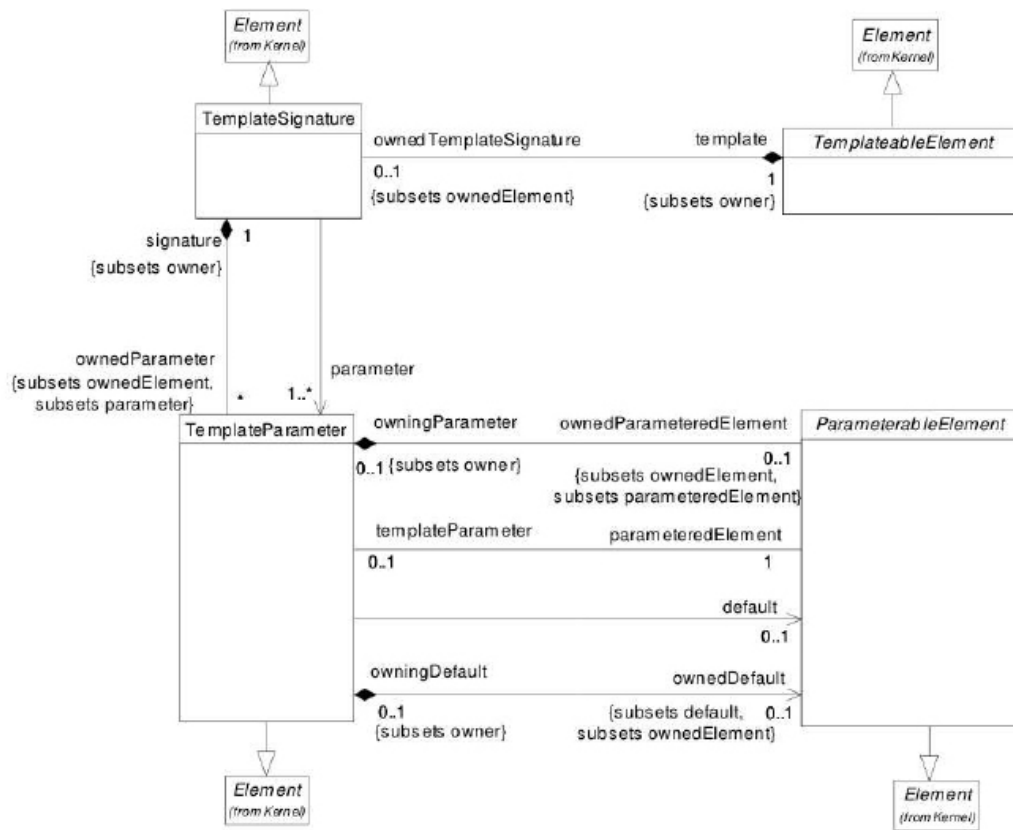 Element
(from Kernel)
Element
(from Kernel)
TemplateSignature
ownedTemplateSignature
template
TemplateableElement
0..1
1
{subsets ownedElement}
{subsets owner}
signature
1
{subsets owner}
ownedParameter
{subsets ownedElement,
subsets parameter}
*
parameter
1..*
TemplateParameter
owningParameter
ownedParameteredElement
ParameterableElement
0..1
{subsets owner}
0..1
{subsets ownedElement,
subsets parameteredElement}
templateParameter
parameteredElement
0..1
1
default
0..1
owningDefault
ownedDefault
0..1
{subsets owner}
{subsets default,
subsets ownedElement}
0..1
Element
(from Kernel)
Element
(from Kernel)